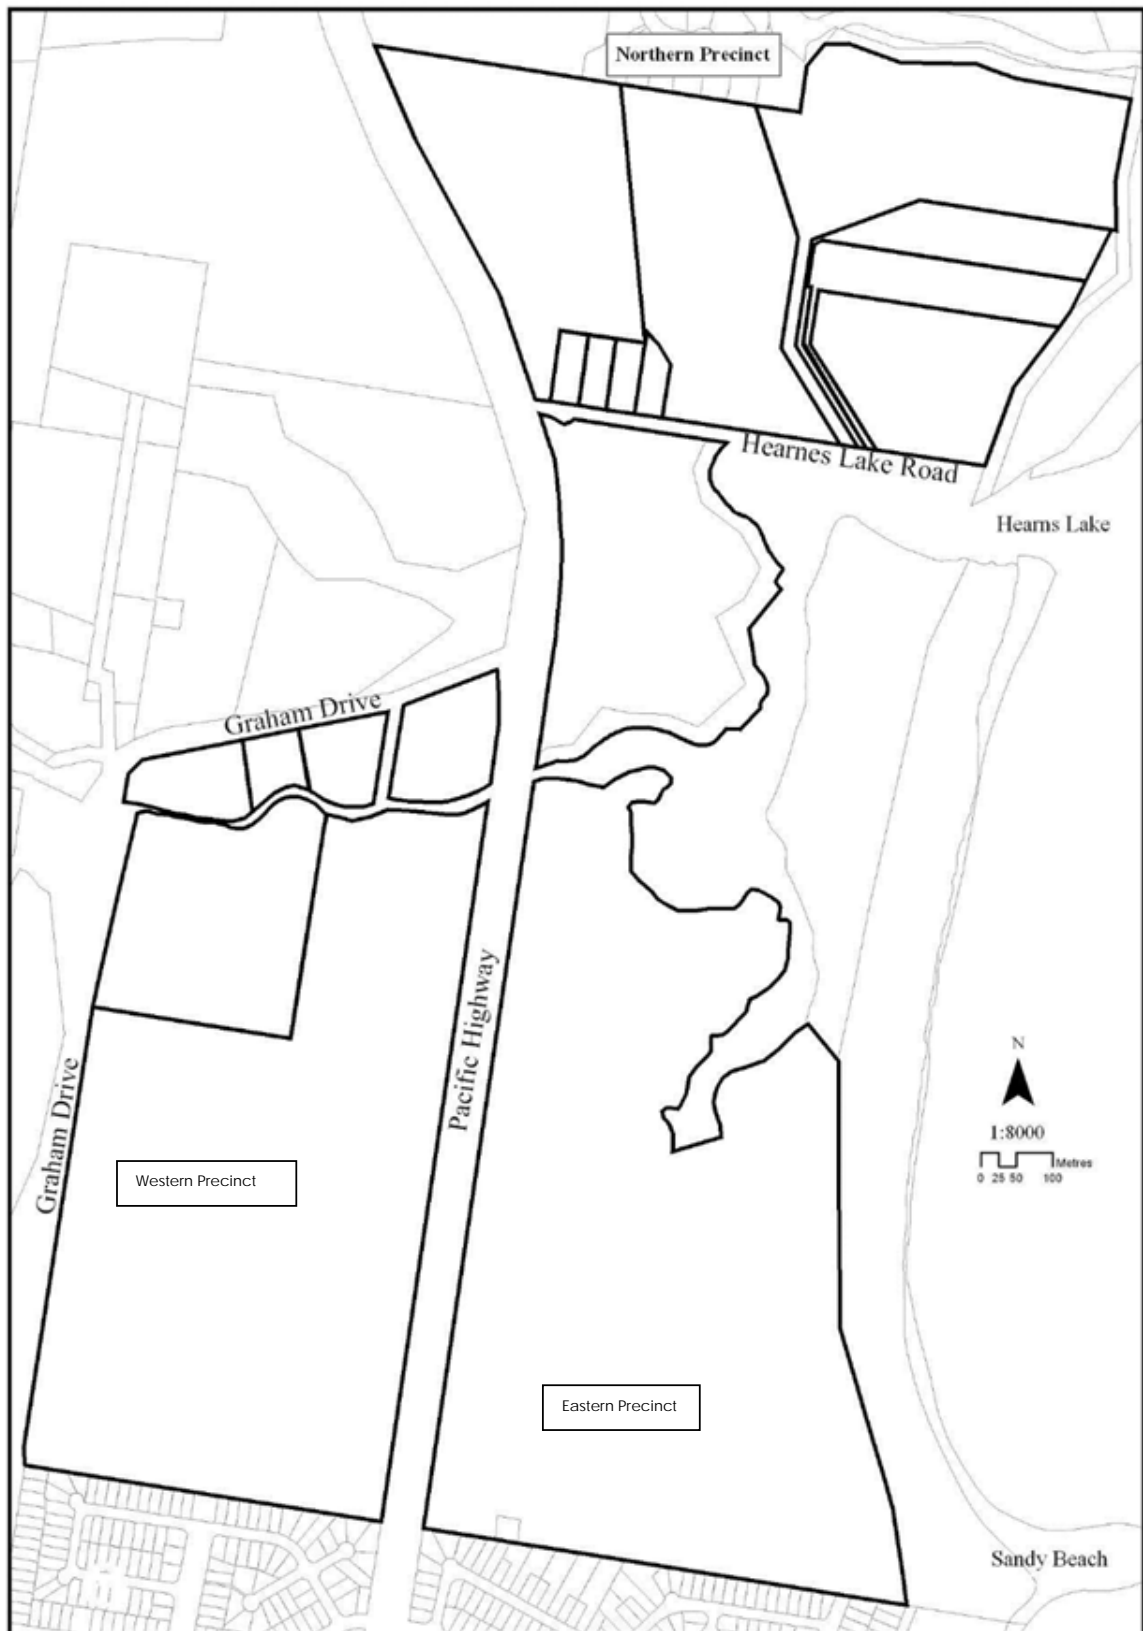 Northern Precinct
Hearnes Lake Road
Hearns Lake
Graham Drive
Pacific Highway
Graham Drive
N
1:8000
Metres
0 25 50 100
Western Precinct
Eastern Precinct
Sandy Beach